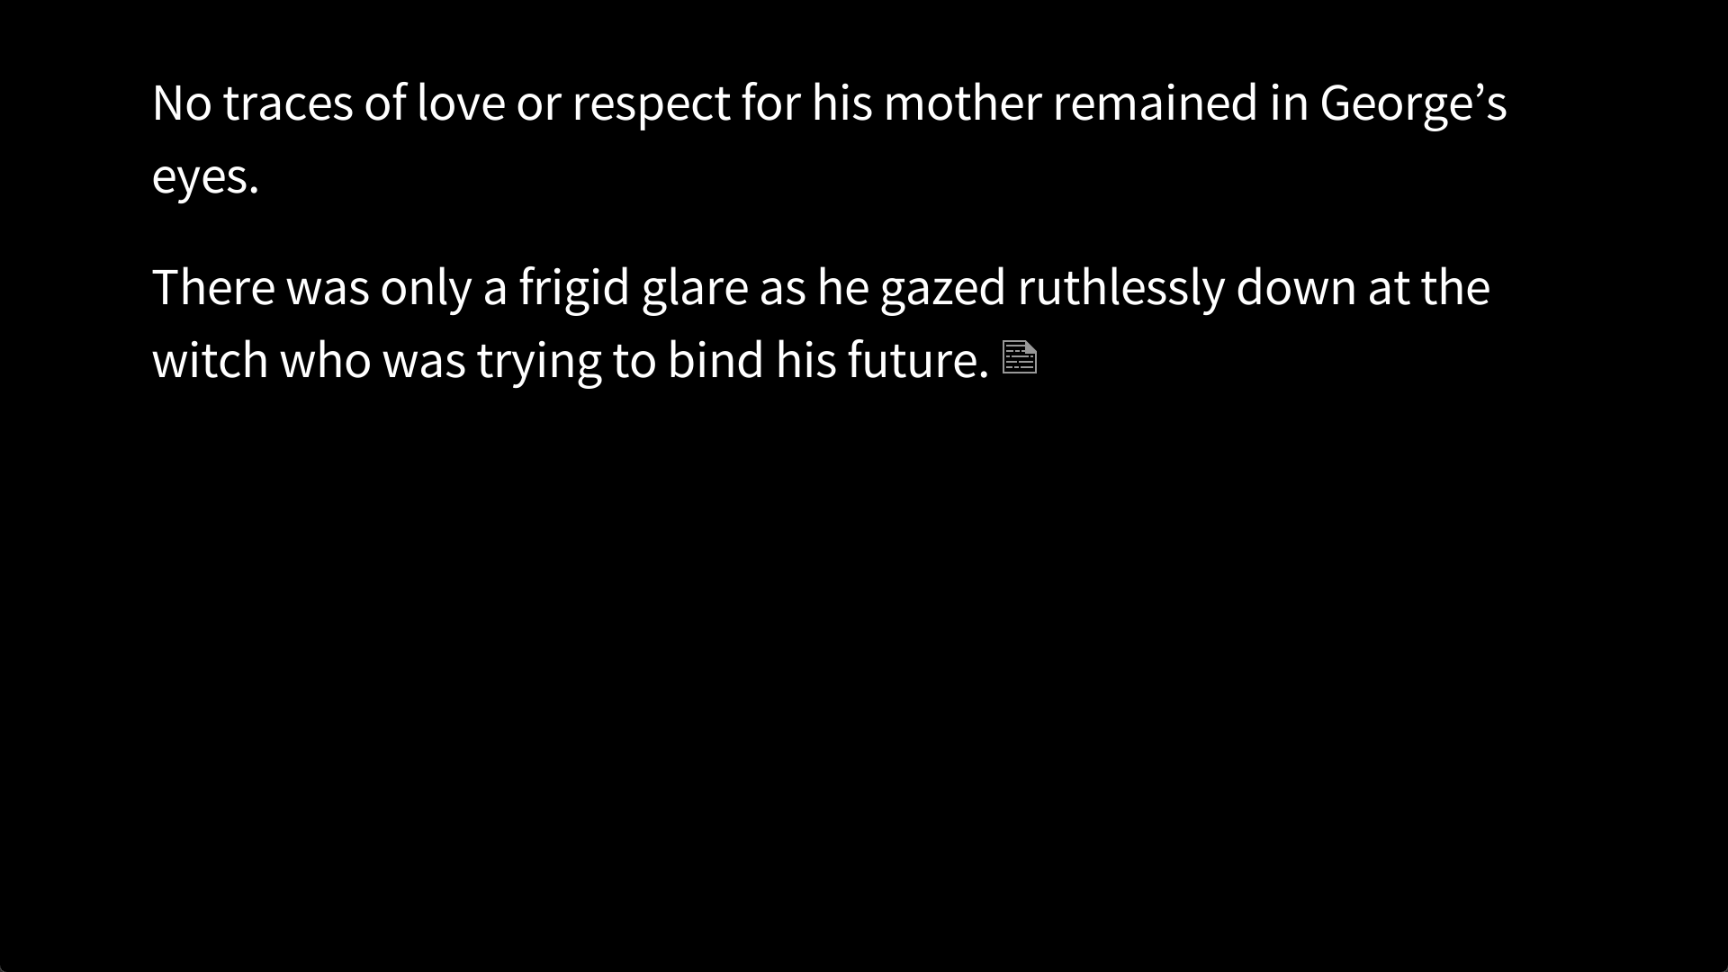 No traces of love or respect for his mother remained in George’s
eyes.
There was only a frigid glare as he gazed ruthlessly down at the
witch who was trying to bind his future.